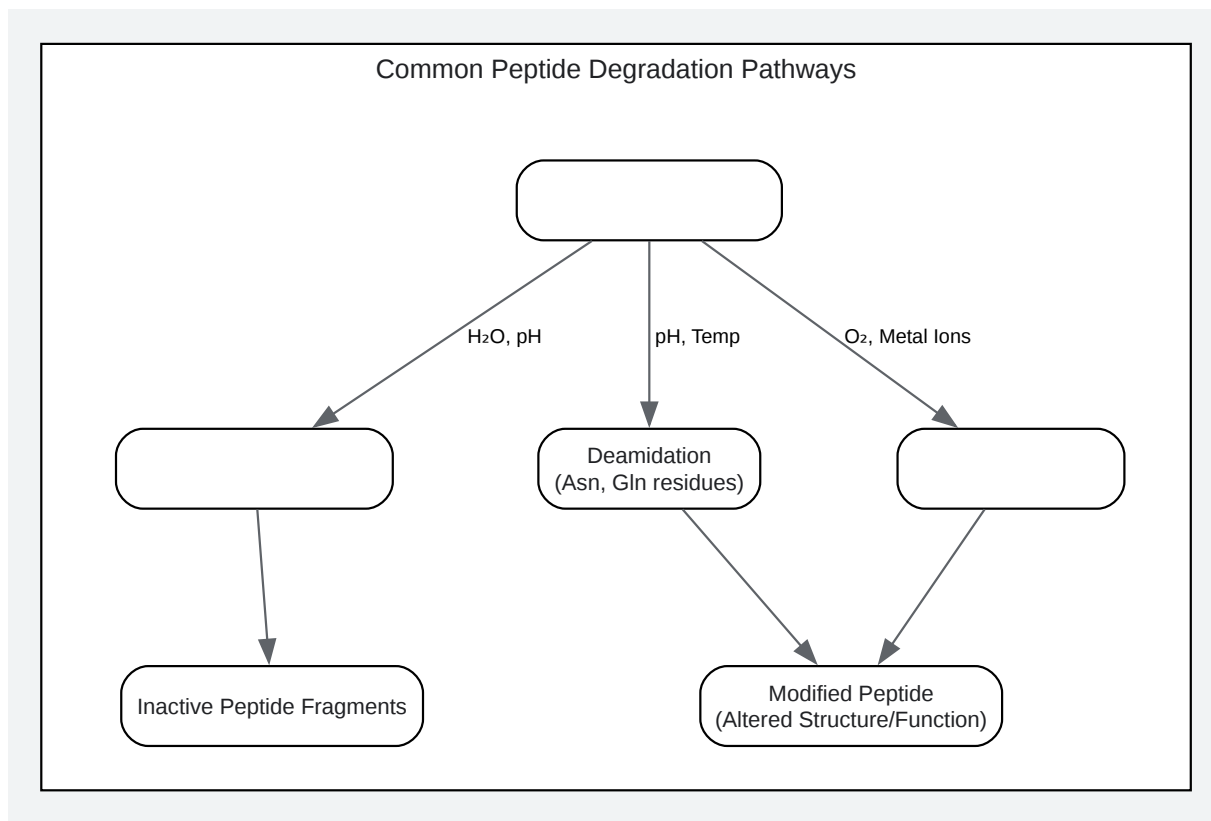 Common Peptide Degradation Pathways
H₂O, pH
pH, Temp
O₂, Metal Ions
Deamidation
(Asn, Gln residues)
Inactive Peptide Fragments
Modified Peptide
(Altered Structure/Function)